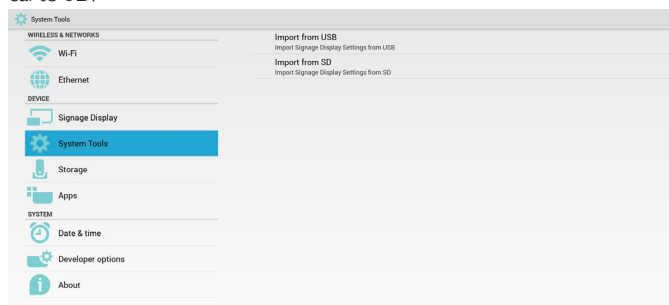 System Tools
WIRELESS & NETWORKS
Wi-Fi
Ethernet
DEVICE
Signage Display
System Tools
Storage
Apps
SYSTEM
Date & time
Developer options
About
Import from USB
Import Signage Display Settings from USB
Import from SD
Import Signage Display Settings from SD